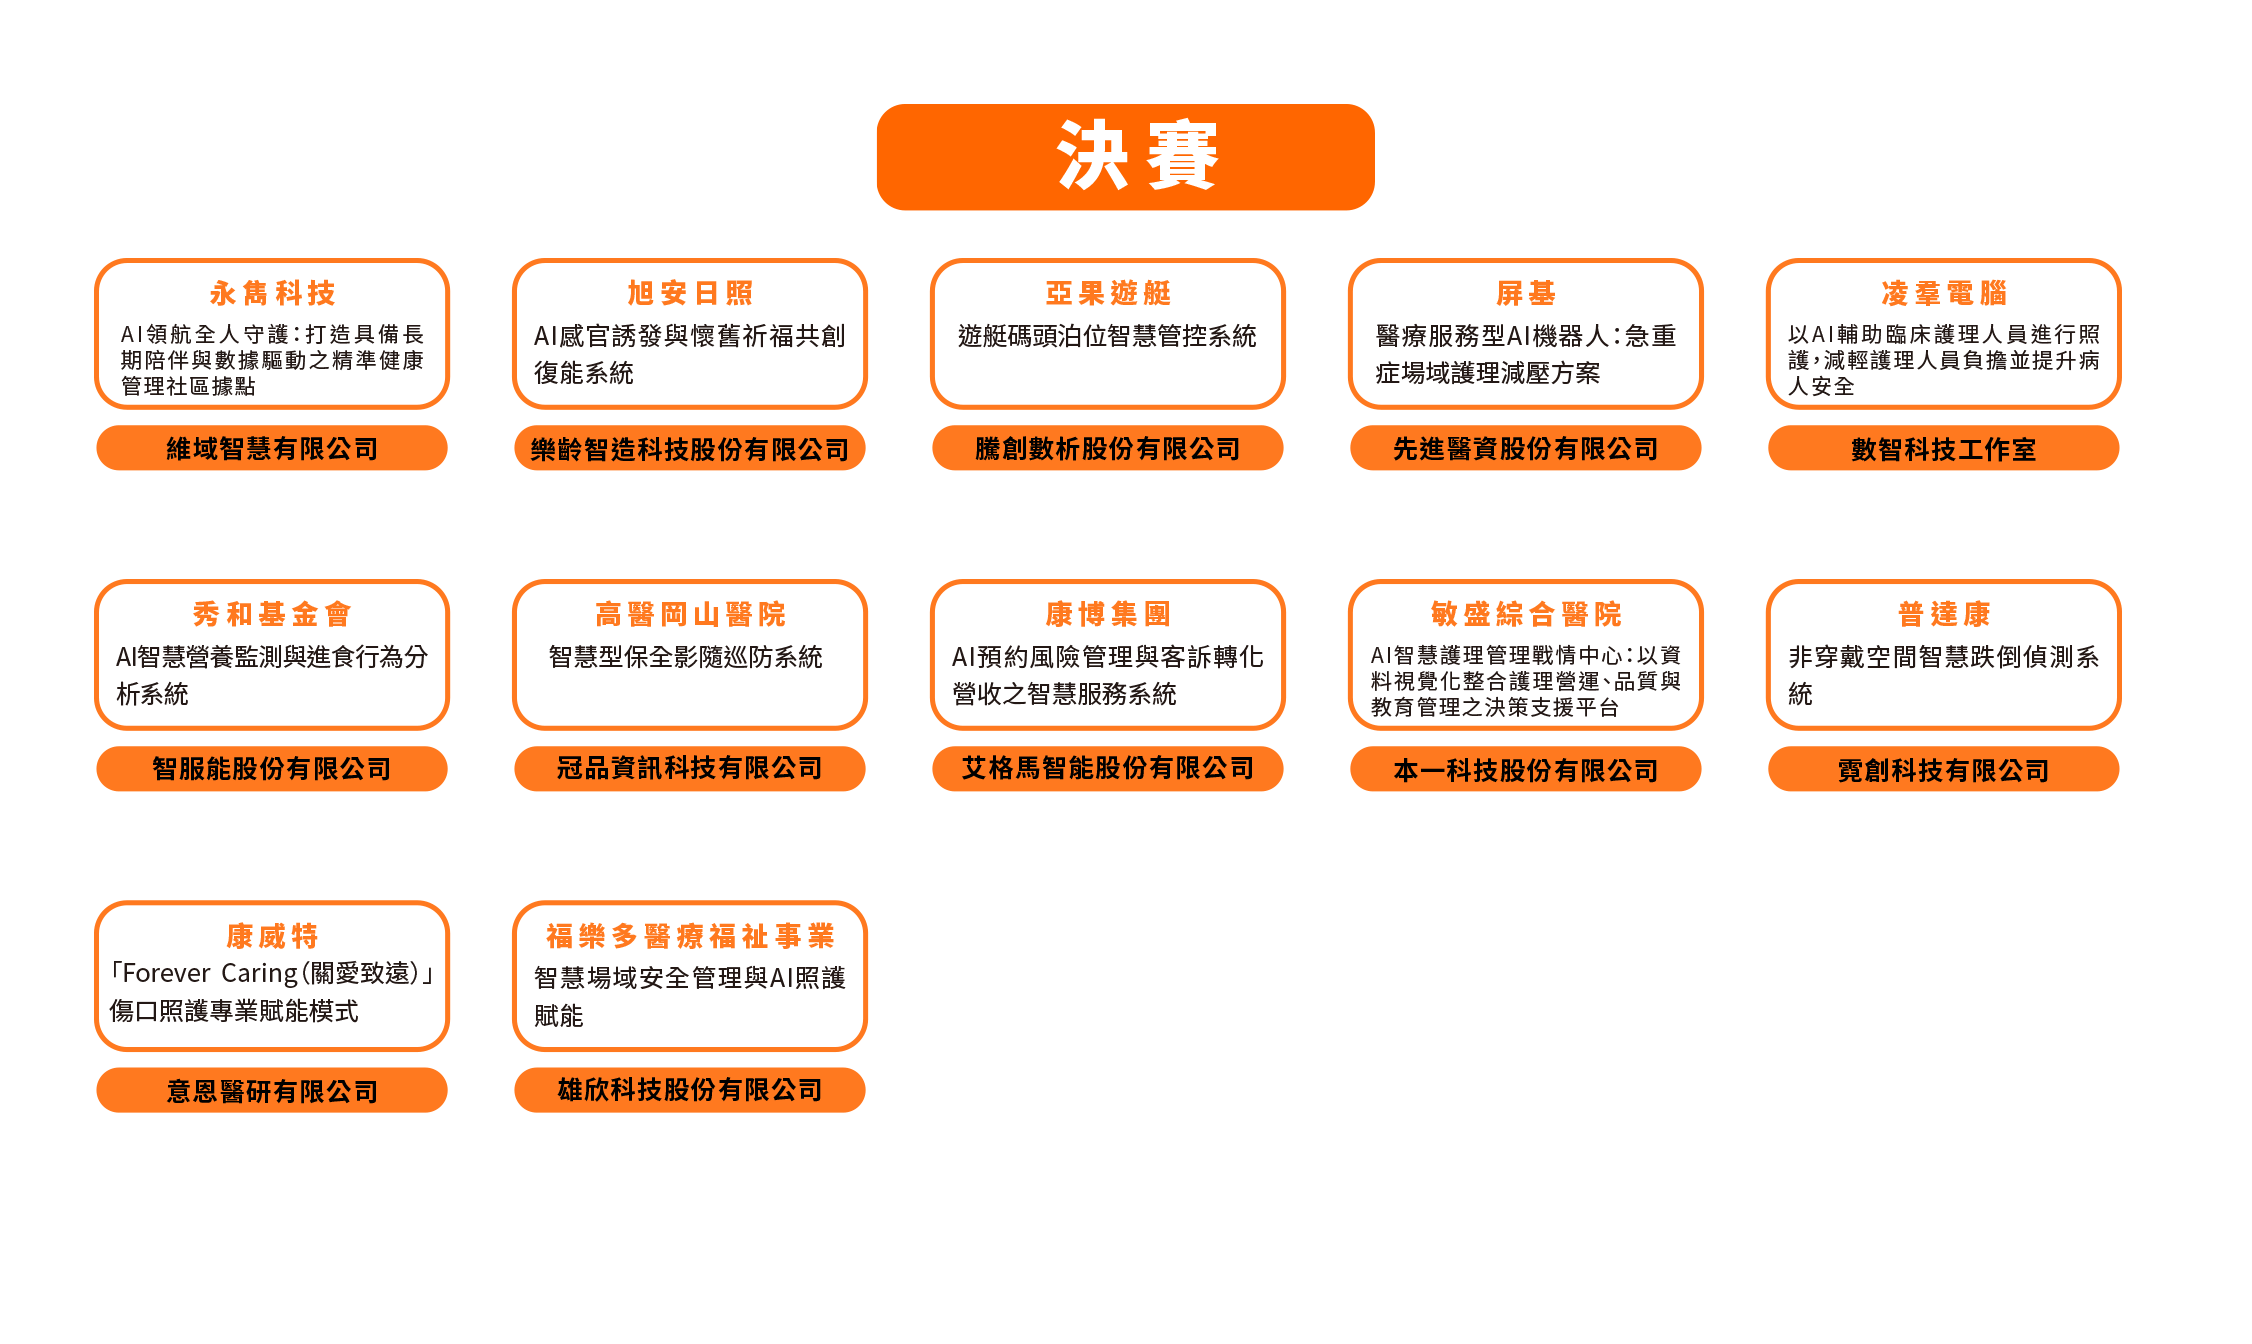 決賽
永雋科技
AI領航全人守護：打造具備長
期陪伴與數據驅動之精準健康
管理社區據點
維域智慧有限公司
旭安日照
AI感官誘發與懷舊祈福共創
復能系統
樂齡智造科技股份有限公司
亞果遊艇
遊艇碼頭泊位智慧管控系統
騰創數析股份有限公司
屏基
醫療服務型AI機器人：急重
症場域護理減壓方案
先進醫資股份有限公司
凌羣電腦
以AI輔助臨床護理人員進行照
護，減輕護理人員負擔並提升病
人安全
數智科技工作室
秀和基金會
AI智慧營養監測與進食行為分
析系統
智服能股份有限公司
高醫岡山醫院
智慧型保全影隨巡防系統
冠品資訊科技有限公司
康博集團
AI預約風險管理與客訴轉化
營收之智慧服務系統
艾格馬智能股份有限公司
敏盛綜合醫院
AI智慧護理管理戰情中心：以資
料視覺化整合護理營運、品質與
教育管理之決策支援平台
本一科技股份有限公司
普達康
非穿戴空間智慧跌倒偵測系
統
霓創科技有限公司
康威特
「Forever Caring（關愛致遠）」
傷口照護專業賦能模式
意恩醫研有限公司
福樂多醫療福祉事業
智慧場域安全管理與AI照護
賦能
雄欣科技股份有限公司